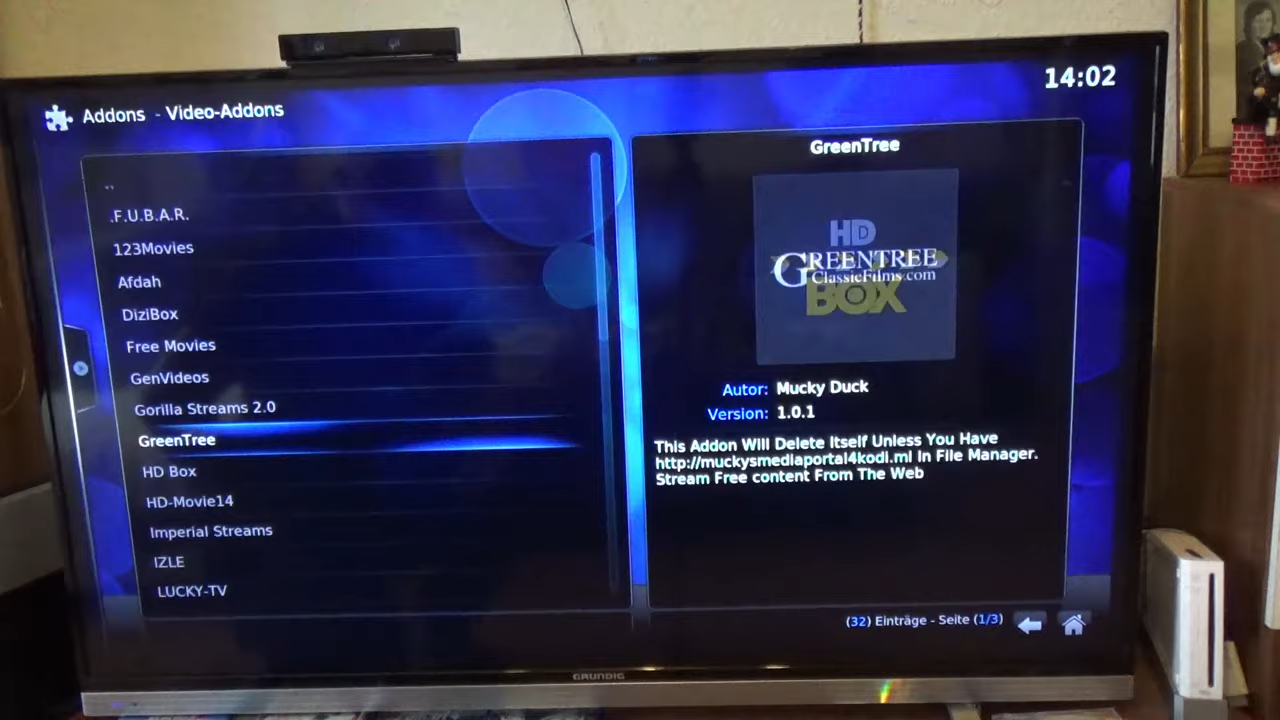 Addons - Video-Addons
14:02
..
.F.U.B.A.R.
123Movies
Afdah
DiziBox
Free Movies
GenVideos
Gorilla Streams 2.0
GreenTree
HD Box
HD-Movie14
Imperial Streams
IZLE
LUCKY-TV
GreenTree
HD
GREENTREE
ClassicFilms.com
BOX
Autor: Mucky Duck
Version: 1.0.1
This Addon Will Delete Itself Unless You Have
http://muckysmediaportal4kodi.ml In File Manager.
Stream Free content From The Web
(32) Einträge - Seite (1/3)
GRUNDIG